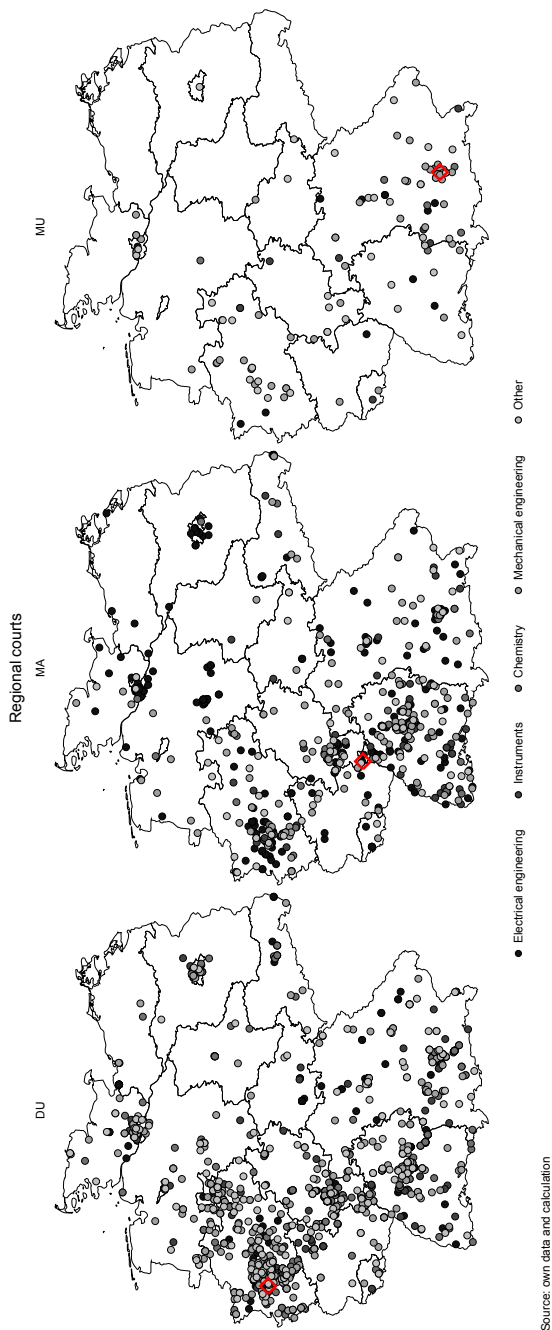 Regional courts
DU
MA
MU
Electrical engineering
Instruments
Chemistry
Mechanical engineering
Other
Source: own data and calculation